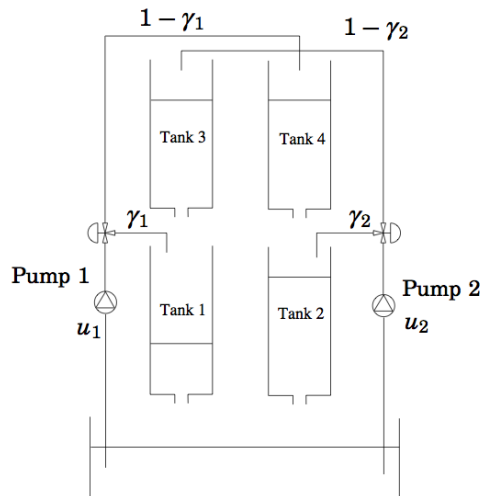 1 − γ₁
1 − γ₂
Tank 3
Tank 4
γ₁
γ₂
Pump 1
u₁
Tank 1
Tank 2
Pump 2
u₂